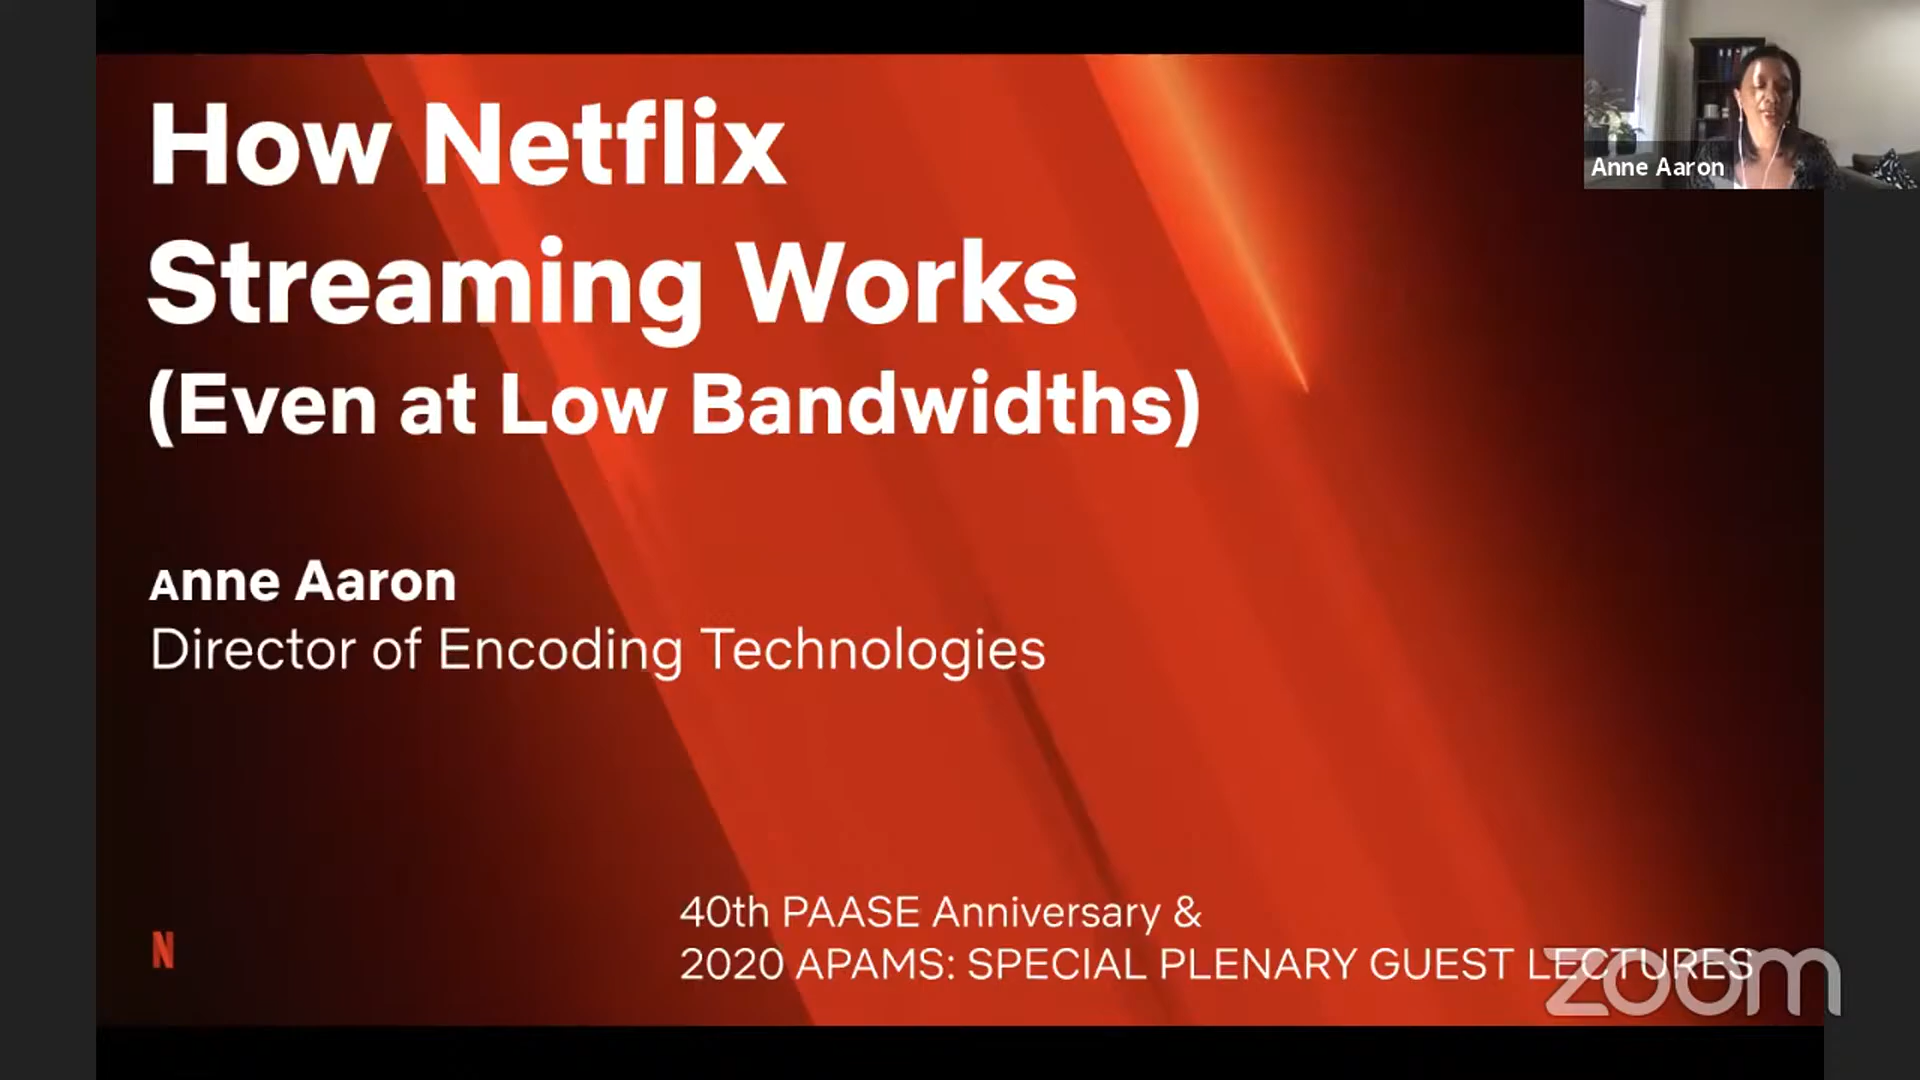 How Netflix
Streaming Works
(Even at Low Bandwidths)
Anne Aaron
Director of Encoding Technologies
40th PAASE Anniversary &
2020 APAMS: SPECIAL PLENARY GUEST LECTURES
N
zoom
Anne Aaron